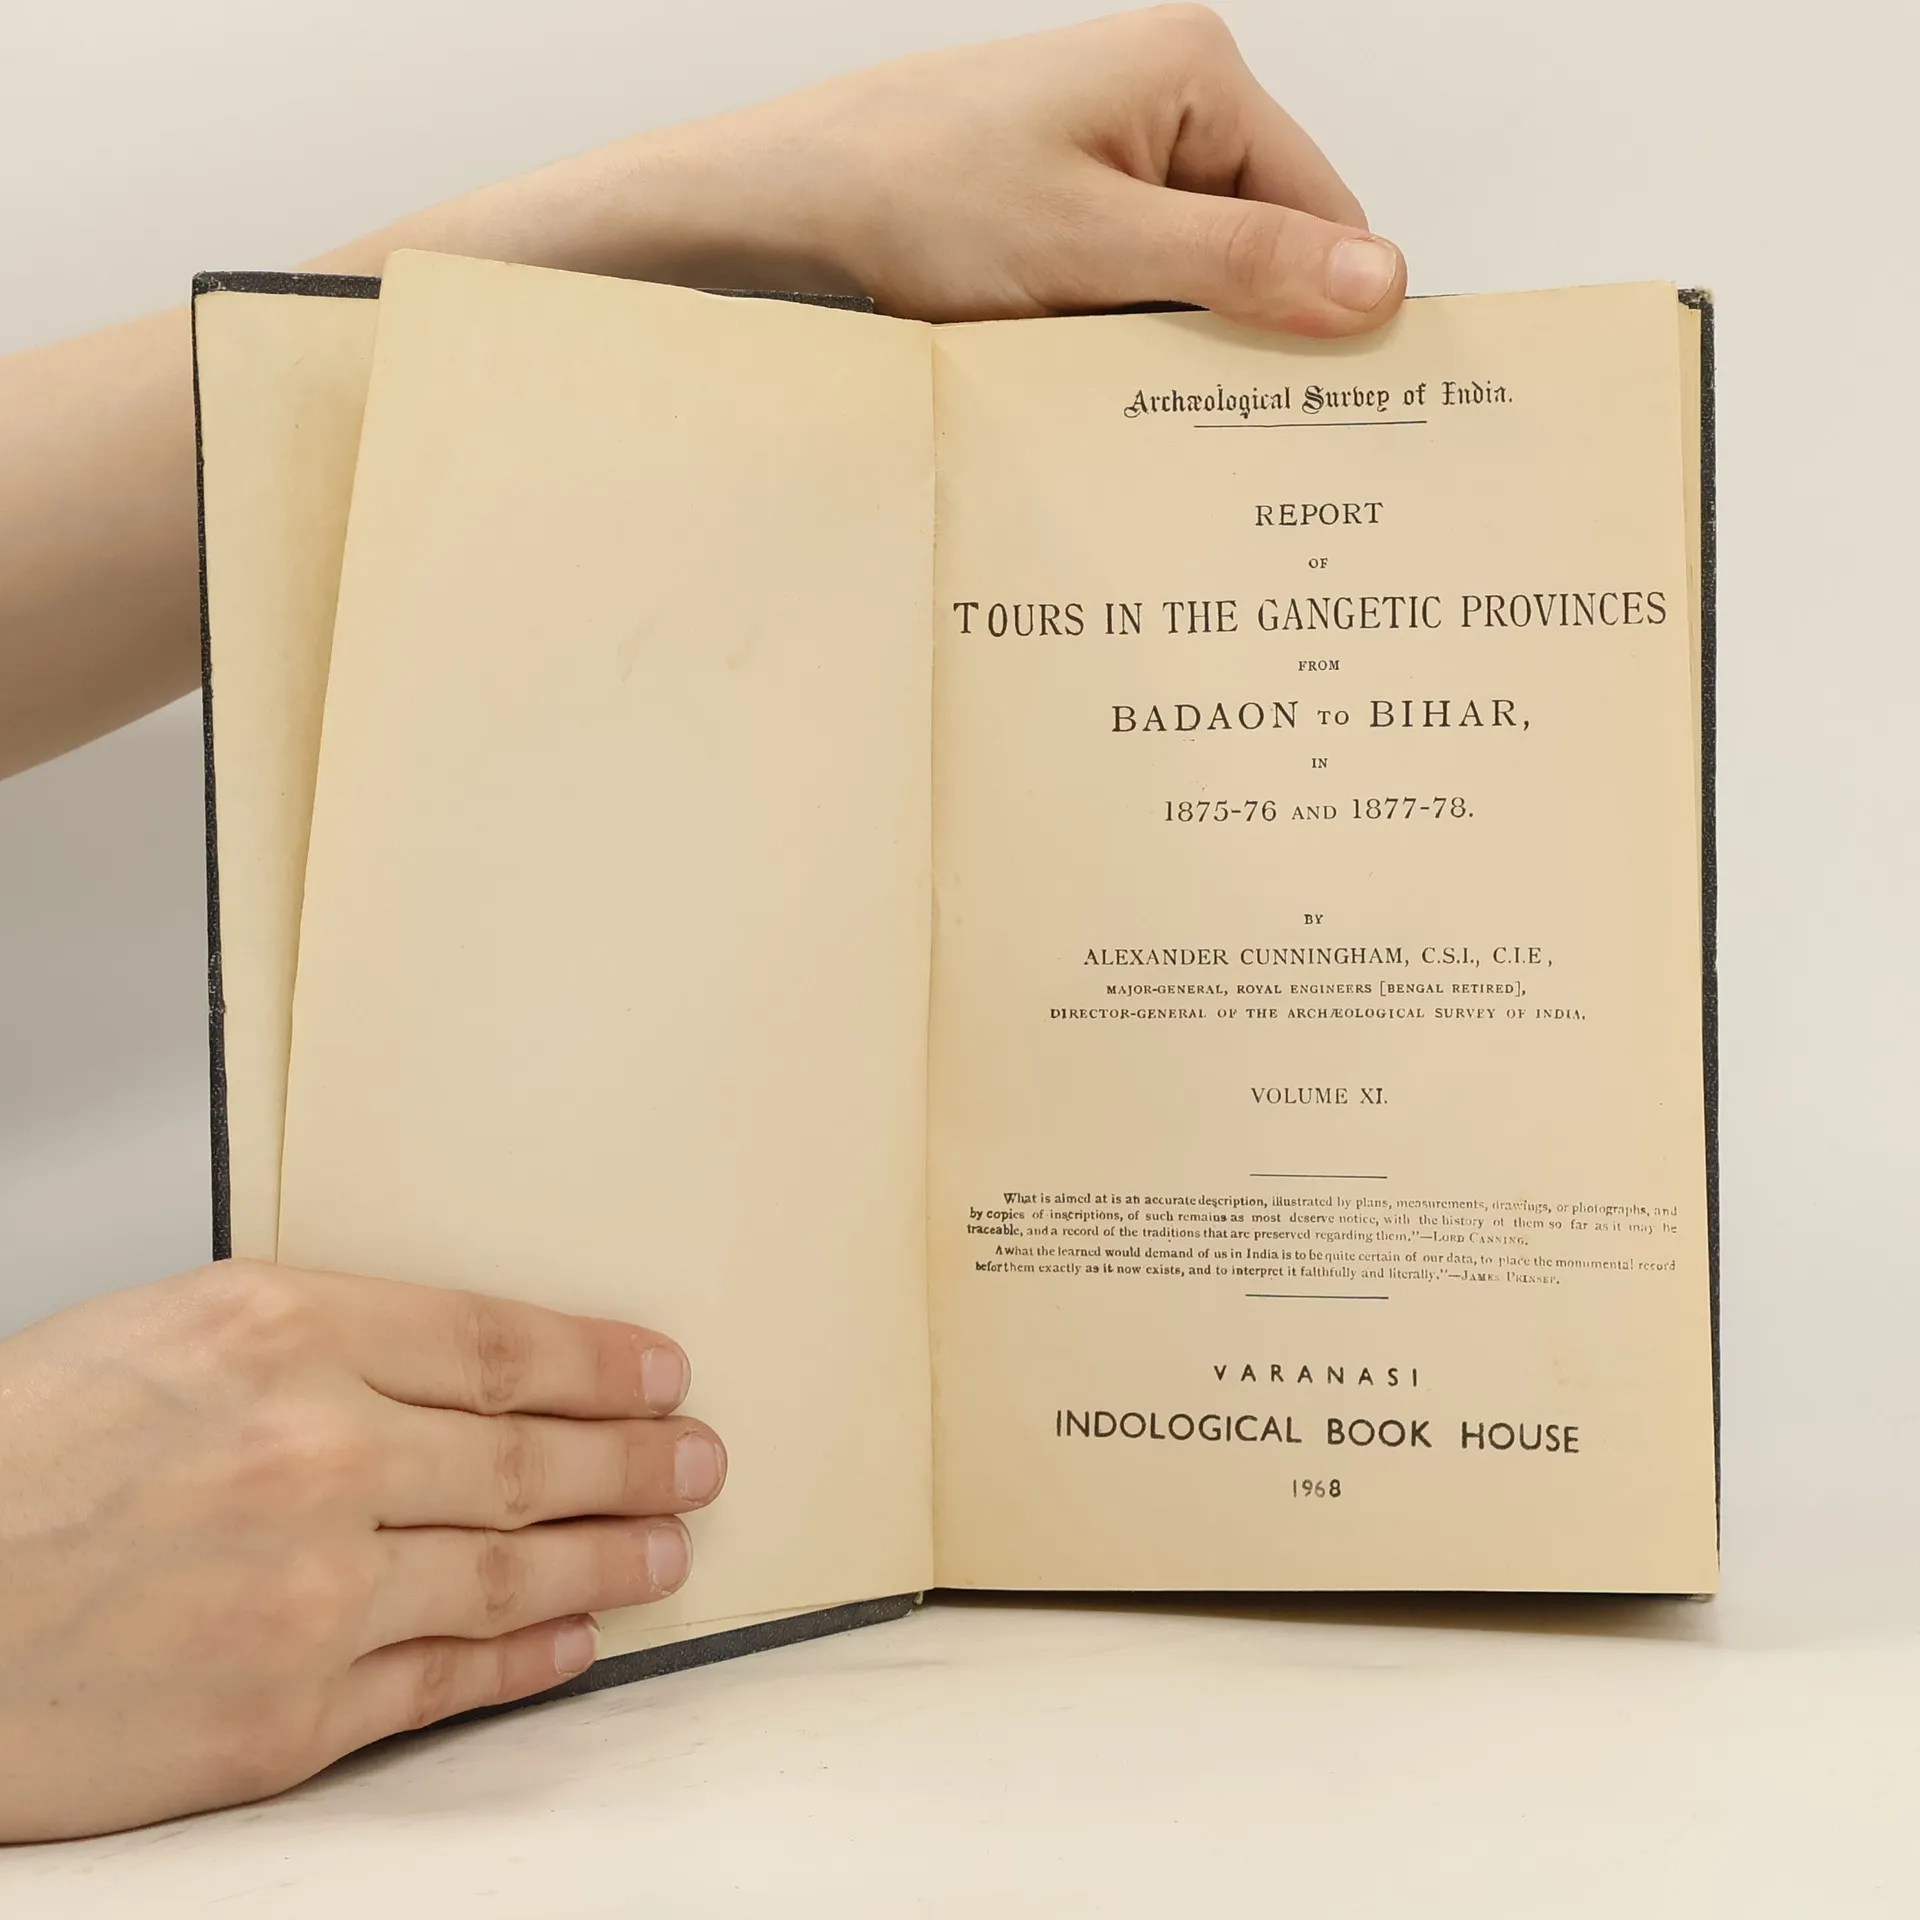 Archæological Survey of India.
REPORT
OF
TOURS IN THE GANGETIC PROVINCES
FROM
BADAON TO BIHAR,
IN
1875-76 AND 1877-78.
BY
ALEXANDER CUNNINGHAM, C.S.I., C.I.E,
MAJOR-GENERAL, ROYAL ENGINEERS [BENGAL RETIRED],
DIRECTOR-GENERAL OF THE ARCHÆOLOGICAL SURVEY OF INDIA.
VOLUME XI.
What is aimed at is an accurate description, illustrated by plans, measurements, drawings, or photographs, and
by copies of inscriptions, of such remains as most deserve notice, with the history of them so far as it may be
traceable, and a record of the traditions that are preserved regarding them."—LORD CANNING.
A what the learned would demand of us in India is to be quite certain of our data, to place the monumental record
befor them exactly as it now exists, and to interpret it faithfully and literally."—JAMES PRINSEP.
VARANASI
INDOLOGICAL BOOK HOUSE
1968